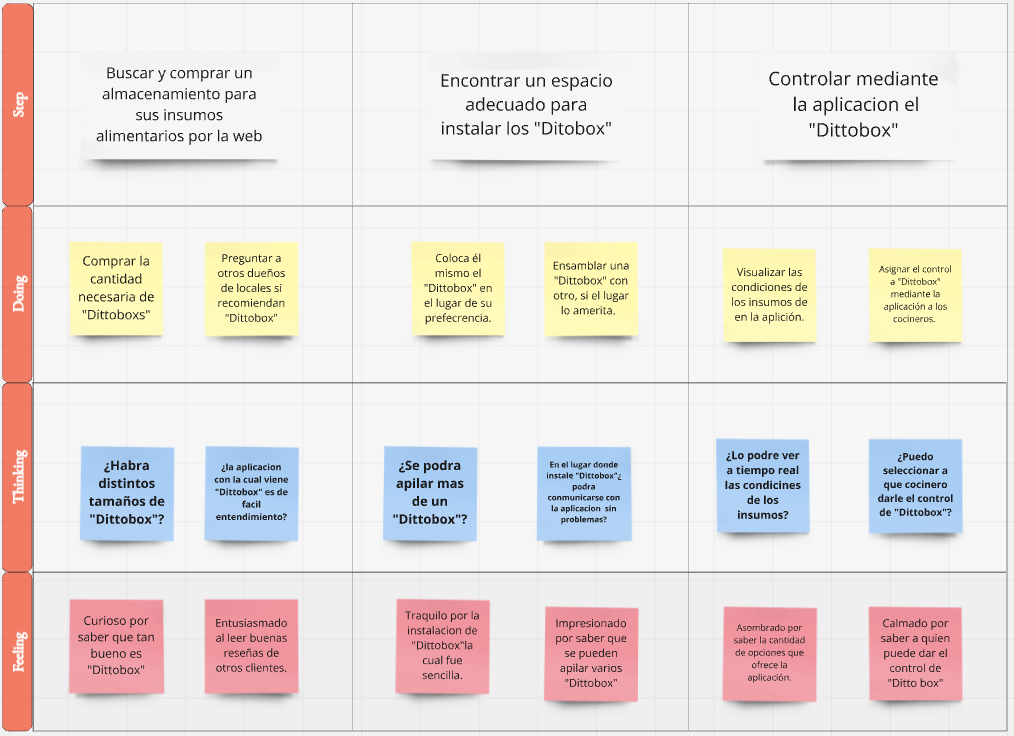 Step
Buscar y comprar un
almacenamiento para
sus insumos
alimentarios por la web
Encontrar un espacio
adecuado para
instalar los "Ditobox"
Controlar mediante
la aplicacion el
"Dittobox"
Doing
Comprar la
cantidad
necesaria de
"Dittoboxs"
Preguntar a
otros dueños
de locales si
recomiendan
"Dittobox"
Coloca él
mismo el
"Dittobox" en
el lugar de su
prefecrencia.
Ensamblar una
"Dittobox" con
otro, si el lugar
lo amerita.
Visualizar las
condiciones de
los insumos de
en la aplición.
Asignar el control
a "Dittobox"
mediante la
aplicación a los
cocineros.
Thinking
¿Habra
distintos
tamaños de
"Dittobox"?
¿la aplicacion
con la cual viene
"Dittobox" es de
facil
entendimiento?
¿Se podra
apilar mas
de un
"Dittobox"?
En el lugar donde
instale "Dittobox"¿
podra
conmunicarse con
la aplicacion sin
problemas?
¿Lo podre ver
a tiempo real
las condicines
de los
insumos?
¿Puedo
seleccionar a
que cocinero
darle el control
de "Dittobox"?
Feeling
Curioso por
saber que tan
bueno es
"Dittobox"
Entusiasmado
al leer buenas
reseñas de
otros clientes.
Traquilo por la
instalacion de
"Dittobox"la
cual fue
sencilla.
Impresionado
por saber que
se pueden
apilar varios
"Dittobox"
Asombrado por
saber la cantidad
de opciones que
ofrece la
aplicación.
Calmado por
saber a quien
puede dar el
control de
"Ditto box"